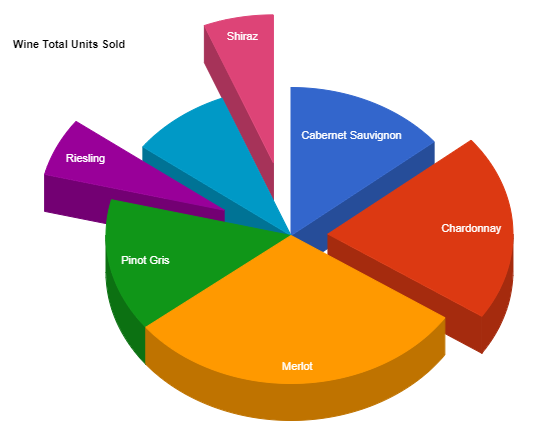 Wine Total Units Sold
Shiraz
Cabernet Sauvignon
Riesling
Chardonnay
Pinot Gris
Merlot